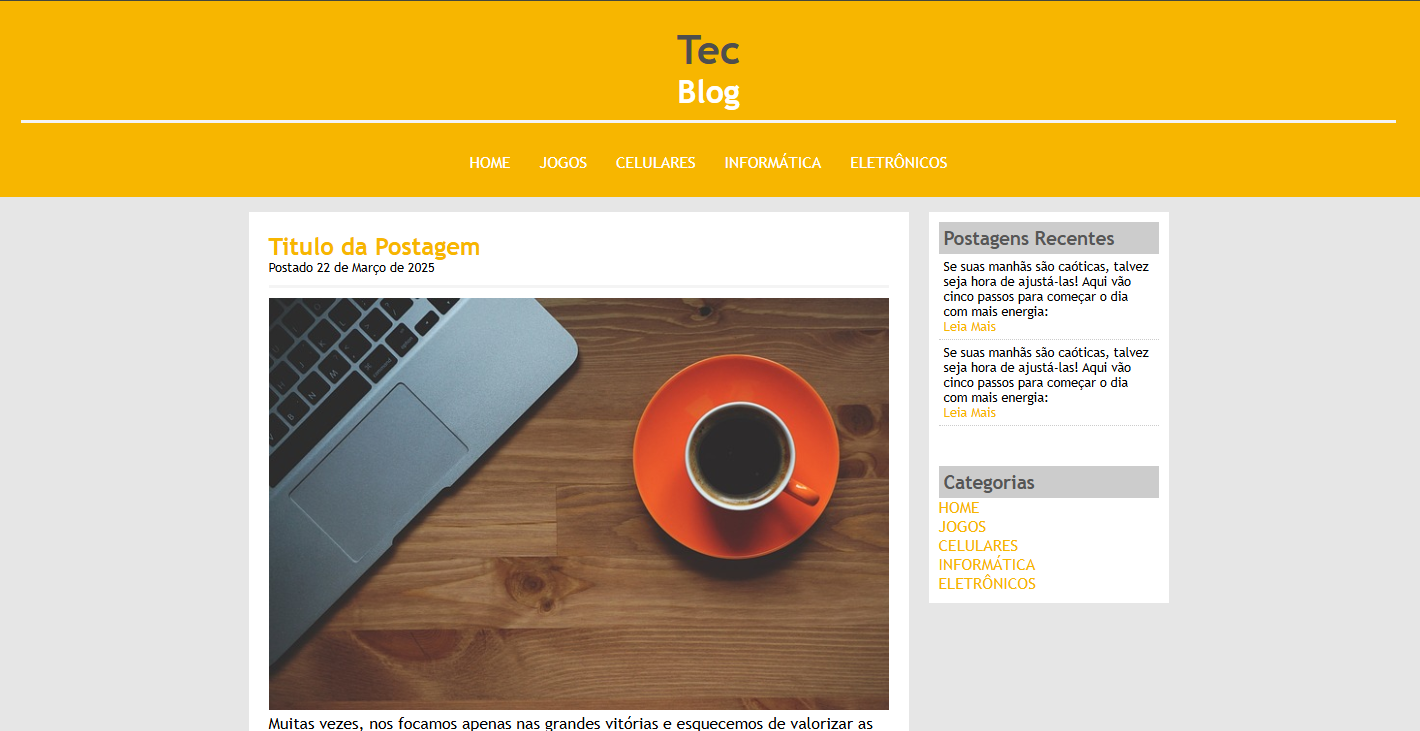 Tec
Blog
HOME JOGOS CELULARES INFORMÁTICA ELETRÔNICOS
Titulo da Postagem
Postado 22 de Março de 2025
Muitas vezes, nos focamos apenas nas grandes vitórias e esquecemos de valorizar as
Postagens Recentes
Se suas manhãs são caóticas, talvez
seja hora de ajustá-las! Aqui vão
cinco passos para começar o dia
com mais energia:
Leia Mais
Se suas manhãs são caóticas, talvez
seja hora de ajustá-las! Aqui vão
cinco passos para começar o dia
com mais energia:
Leia Mais
Categorias
HOME
JOGOS
CELULARES
INFORMÁTICA
ELETRÔNICOS